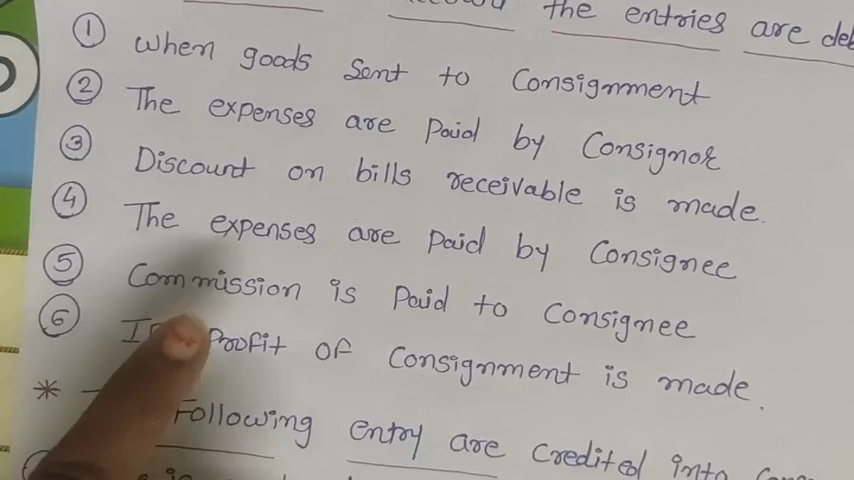 the entries are deb
① When goods Sent to Consignment
② The expenses are Paid by Consignor
③ Discount on bills receivable is made.
④ The expenses are Paid by Consignee
⑤ Commission is Paid to Consignee
⑥ Profit of Consignment is made.
* Following entry are credited into